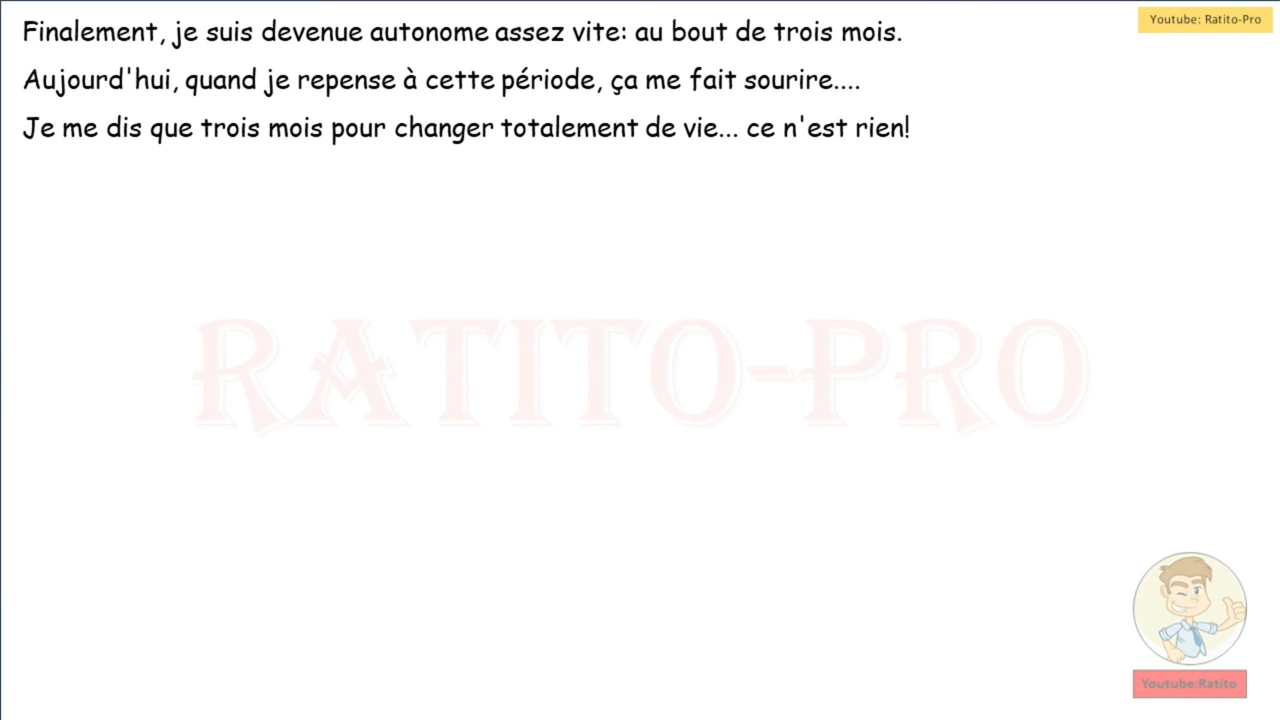 Youtube: Ratito-Pro
Finalement, je suis devenue autonome assez vite: au bout de trois mois.
Aujourd'hui, quand je repense à cette période, ça me fait sourire....
Je me dis que trois mois pour changer totalement de vie... ce n'est rien!
RATITO-PRO
Youtube:Ratito